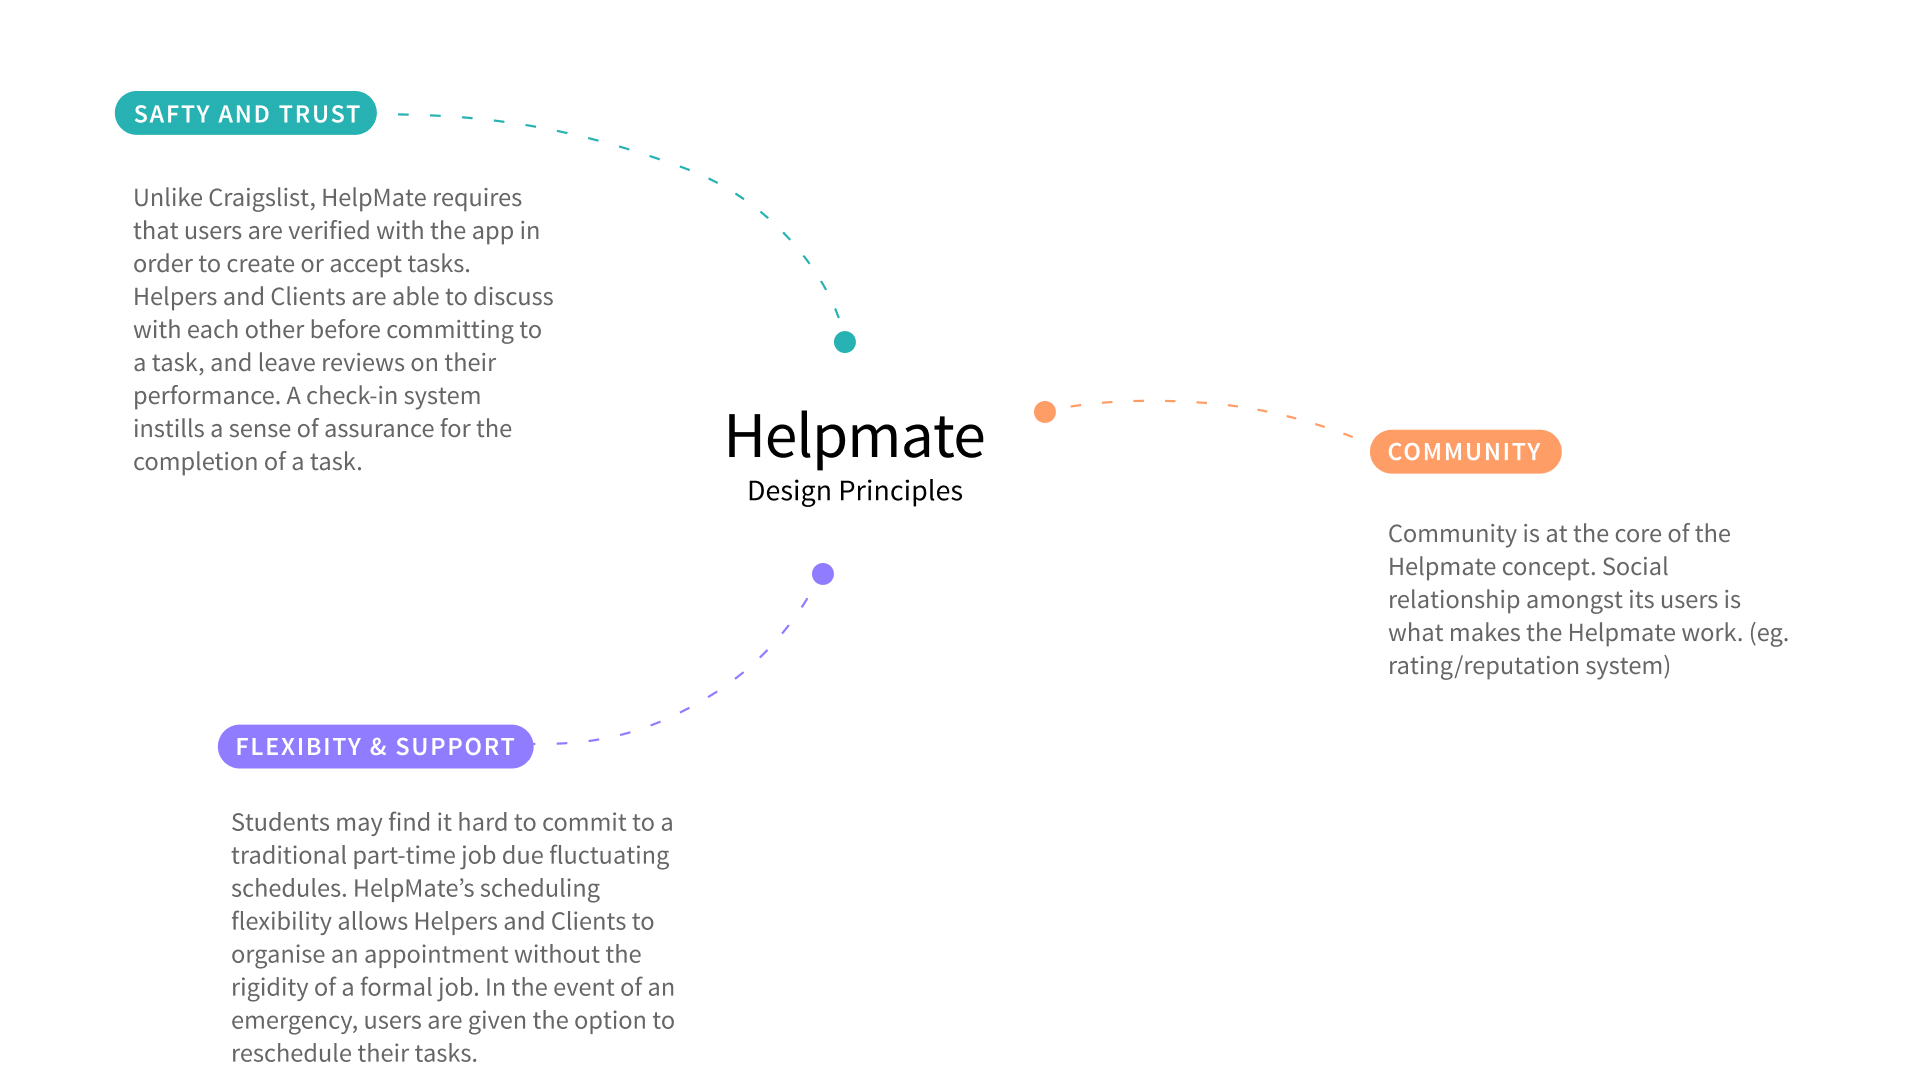 SAFTY AND TRUST
Unlike Craigslist, HelpMate requires
that users are verified with the app in
order to create or accept tasks.
Helpers and Clients are able to discuss
with each other before committing to
a task, and leave reviews on their
performance. A check-in system
instills a sense of assurance for the
completion of a task.
Helpmate
Design Principles
COMMUNITY
Community is at the core of the
Helpmate concept. Social
relationship amongst its users is
what makes the Helpmate work. (eg.
rating/reputation system)
FLEXIBITY & SUPPORT
Students may find it hard to commit to a
traditional part-time job due fluctuating
schedules. HelpMate’s scheduling
flexibility allows Helpers and Clients to
organise an appointment without the
rigidity of a formal job. In the event of an
emergency, users are given the option to
reschedule their tasks.